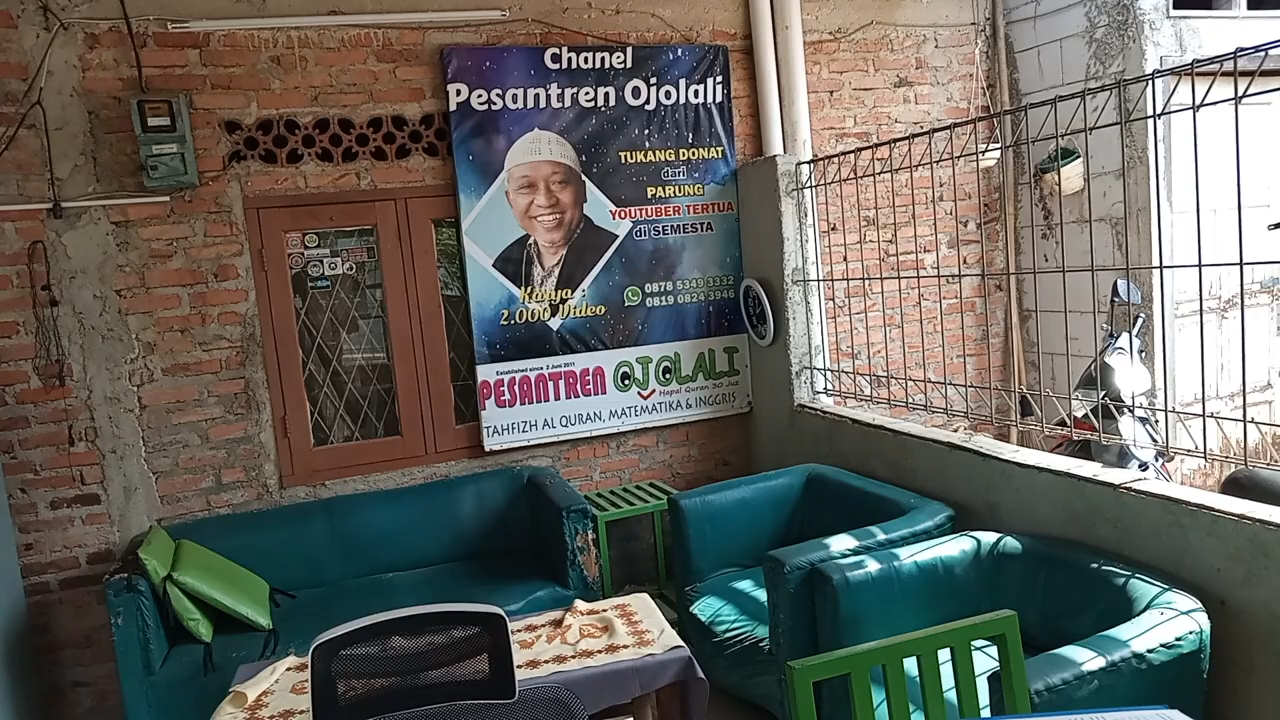 Chanel
Pesantren Ojolali
TUKANG DONAT
dari
PARUNG
YOUTUBER TERTUA
di SEMESTA
Karya
2.000 Video
0878 5349 3332
0819 0824 3946
Established since 2 Juni 2011
PESANTREN OJOLALI
Hapal Quran 30 Juz
TAHFIZH AL QURAN, MATEMATIKA & INGGRIS